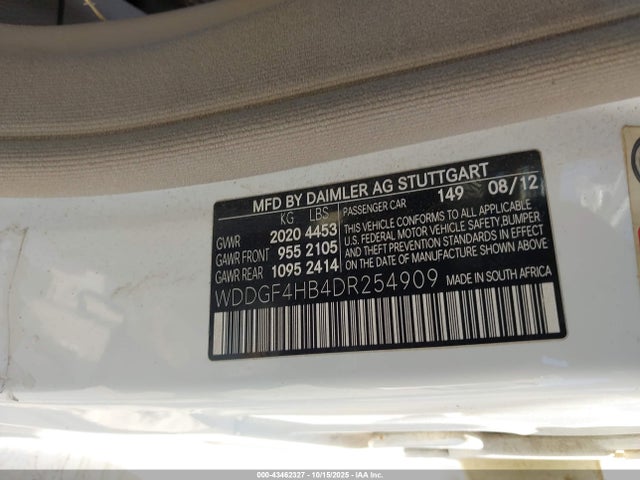 MFD BY DAIMLER AG STUTTGART
KG LBS PASSENGER CAR 149 08/12
GVWR 2020 4453
GAWR FRONT 955 2105
GAWR REAR 1095 2414
THIS VEHICLE CONFORMS TO ALL APPLICABLE
U.S. FEDERAL MOTOR VEHICLE SAFETY,BUMPER
AND THEFT PREVENTION STANDARDS IN EFFECT
ON THE DATE OF MANUFACTURE SHOWN ABOVE
WDDGF4HB4DR254909 MADE IN SOUTH AFRICA
000-43462327 - 10/15/2025 - COPYRIGHT © IAA, LLC.